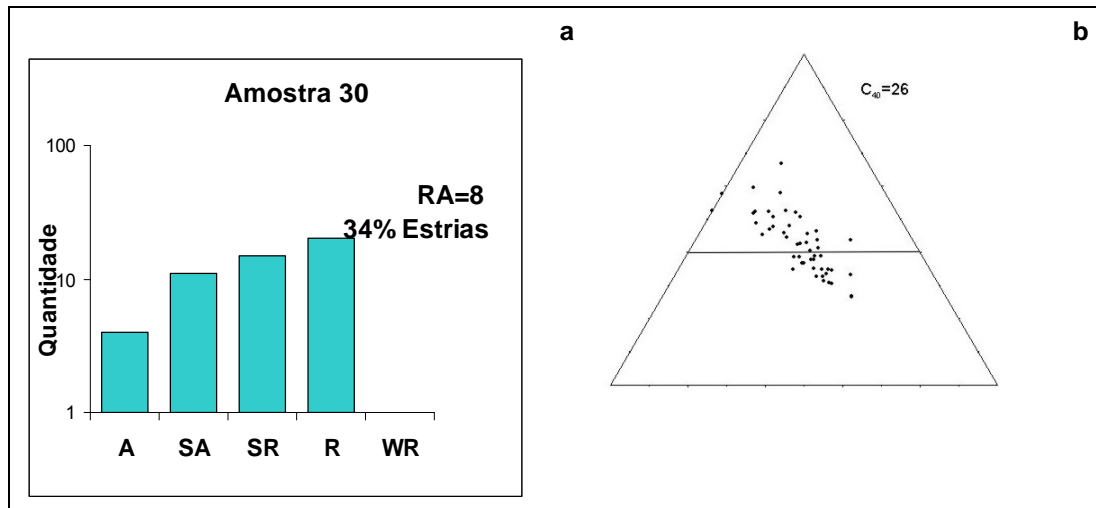 a
b
Amostra 30
C40=26
100
RA=8
34% Estrias
Quantidade
10
1
A SA SR R WR